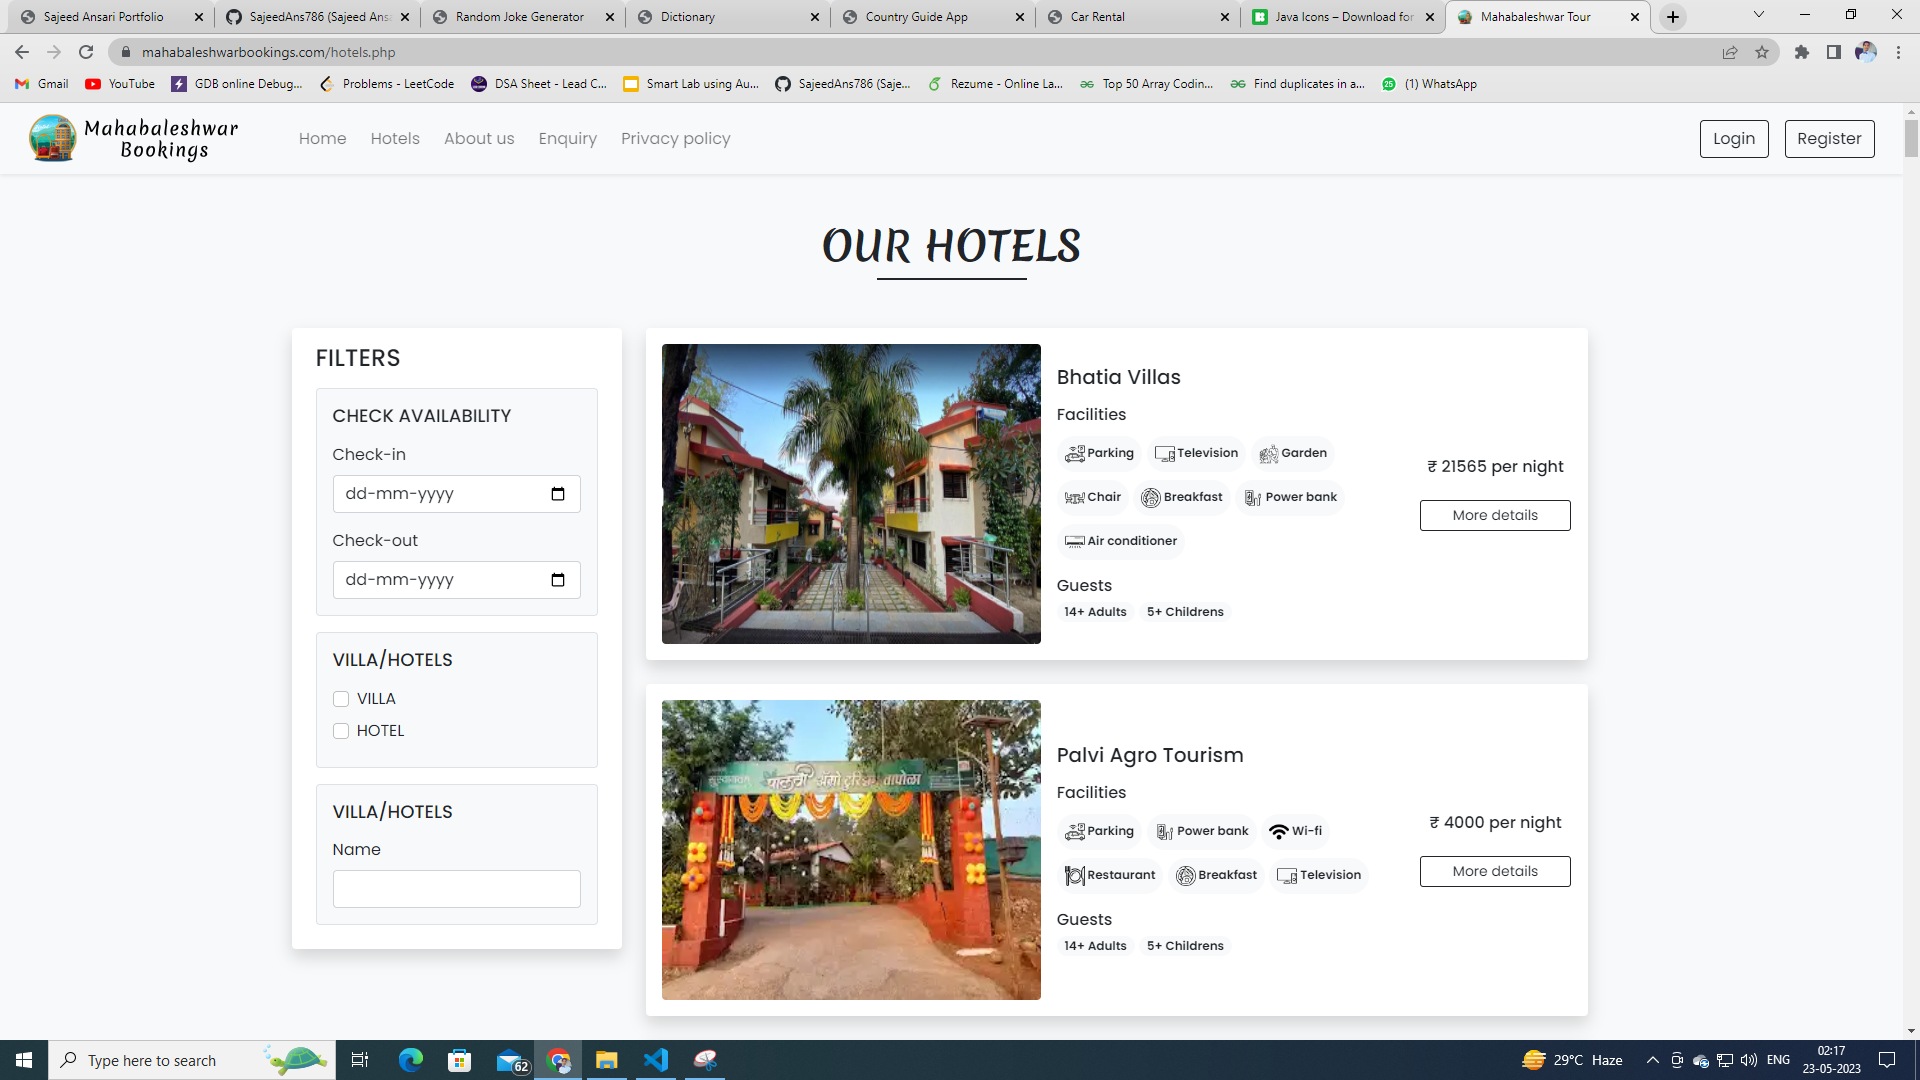 Sajeed Ansari Portfolio
SajeedAns786 (Sajeed Ansa
Random Joke Generator
Dictionary
Country Guide App
Car Rental
Java Icons – Download for
Mahabaleshwar Tour
mahabaleshwarbookings.com/hotels.php
Gmail
YouTube
GDB online Debug...
Problems - LeetCode
DSA Sheet - Lead C...
Smart Lab using Au...
SajeedAns786 (Saje...
Rezume - Online La...
Top 50 Array Codin...
Find duplicates in a...
(1) WhatsApp
Mahabaleshwar
Bookings
Home
Hotels
About us
Enquiry
Privacy policy
Login
Register
OUR HOTELS
FILTERS
CHECK AVAILABILITY
Check-in
dd-mm-yyyy
Check-out
dd-mm-yyyy
VILLA/HOTELS
VILLA
HOTEL
VILLA/HOTELS
Name
Bhatia Villas
Facilities
Parking
Television
Garden
Chair
Breakfast
Power bank
Air conditioner
Guests
14+ Adults
5+ Childrens
₹ 21565 per night
More details
पालवी अ‍ॅग्रो टुरिझम तापोळा
Palvi Agro Tourism
Facilities
Parking
Power bank
Wi-fi
Restaurant
Breakfast
Television
Guests
14+ Adults
5+ Childrens
₹ 4000 per night
More details
Type here to search
62
29°C Haze
ENG
02:17
23-05-2023